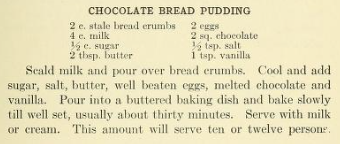 CHOCOLATE BREAD PUDDING
2 c. stale bread crumbs 2 eggs
4 c. milk 2 sq. chocolate
½ c. sugar ½ tsp. salt
2 tbsp. butter 1 tsp. vanilla
Scald milk and pour over bread crumbs. Cool and add
sugar, salt, butter, well beaten eggs, melted chocolate and
vanilla. Pour into a buttered baking dish and bake slowly
till well set, usually about thirty minutes. Serve with milk
or cream. This amount will serve ten or twelve persons.